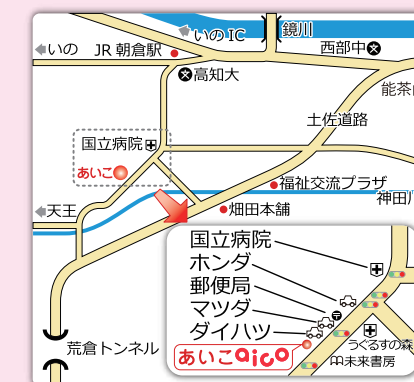 いのIC
鏡川
いの
JR 朝倉駅
西部中
高知大
能茶
土佐道路
国立病院
あいこ
福祉交流プラザ
神田
天王
畑田本舗
国立病院
ホンダ
郵便局
マツダ
ダイハツ
あいこaico
うぐるすの森
未来書房
荒倉トンネル